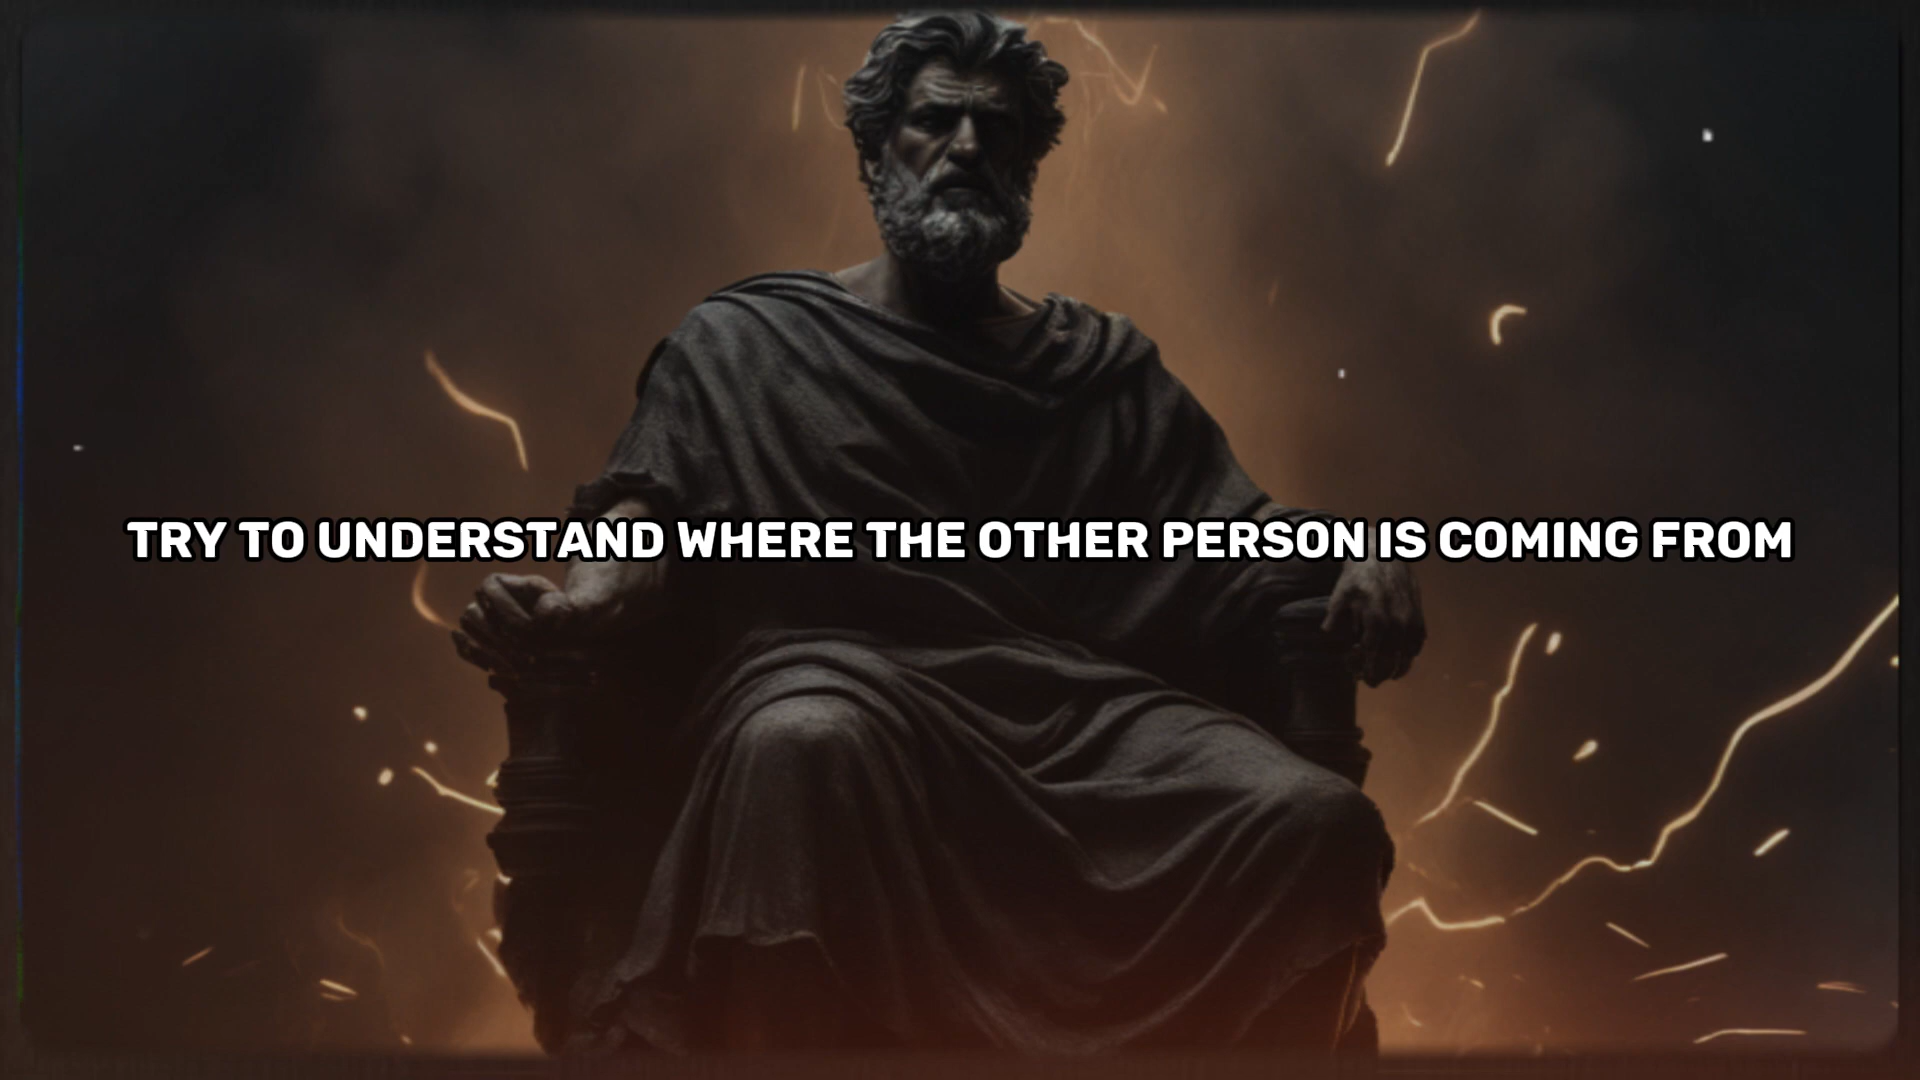 TRY TO UNDERSTAND WHERE THE OTHER PERSON IS COMING FROM